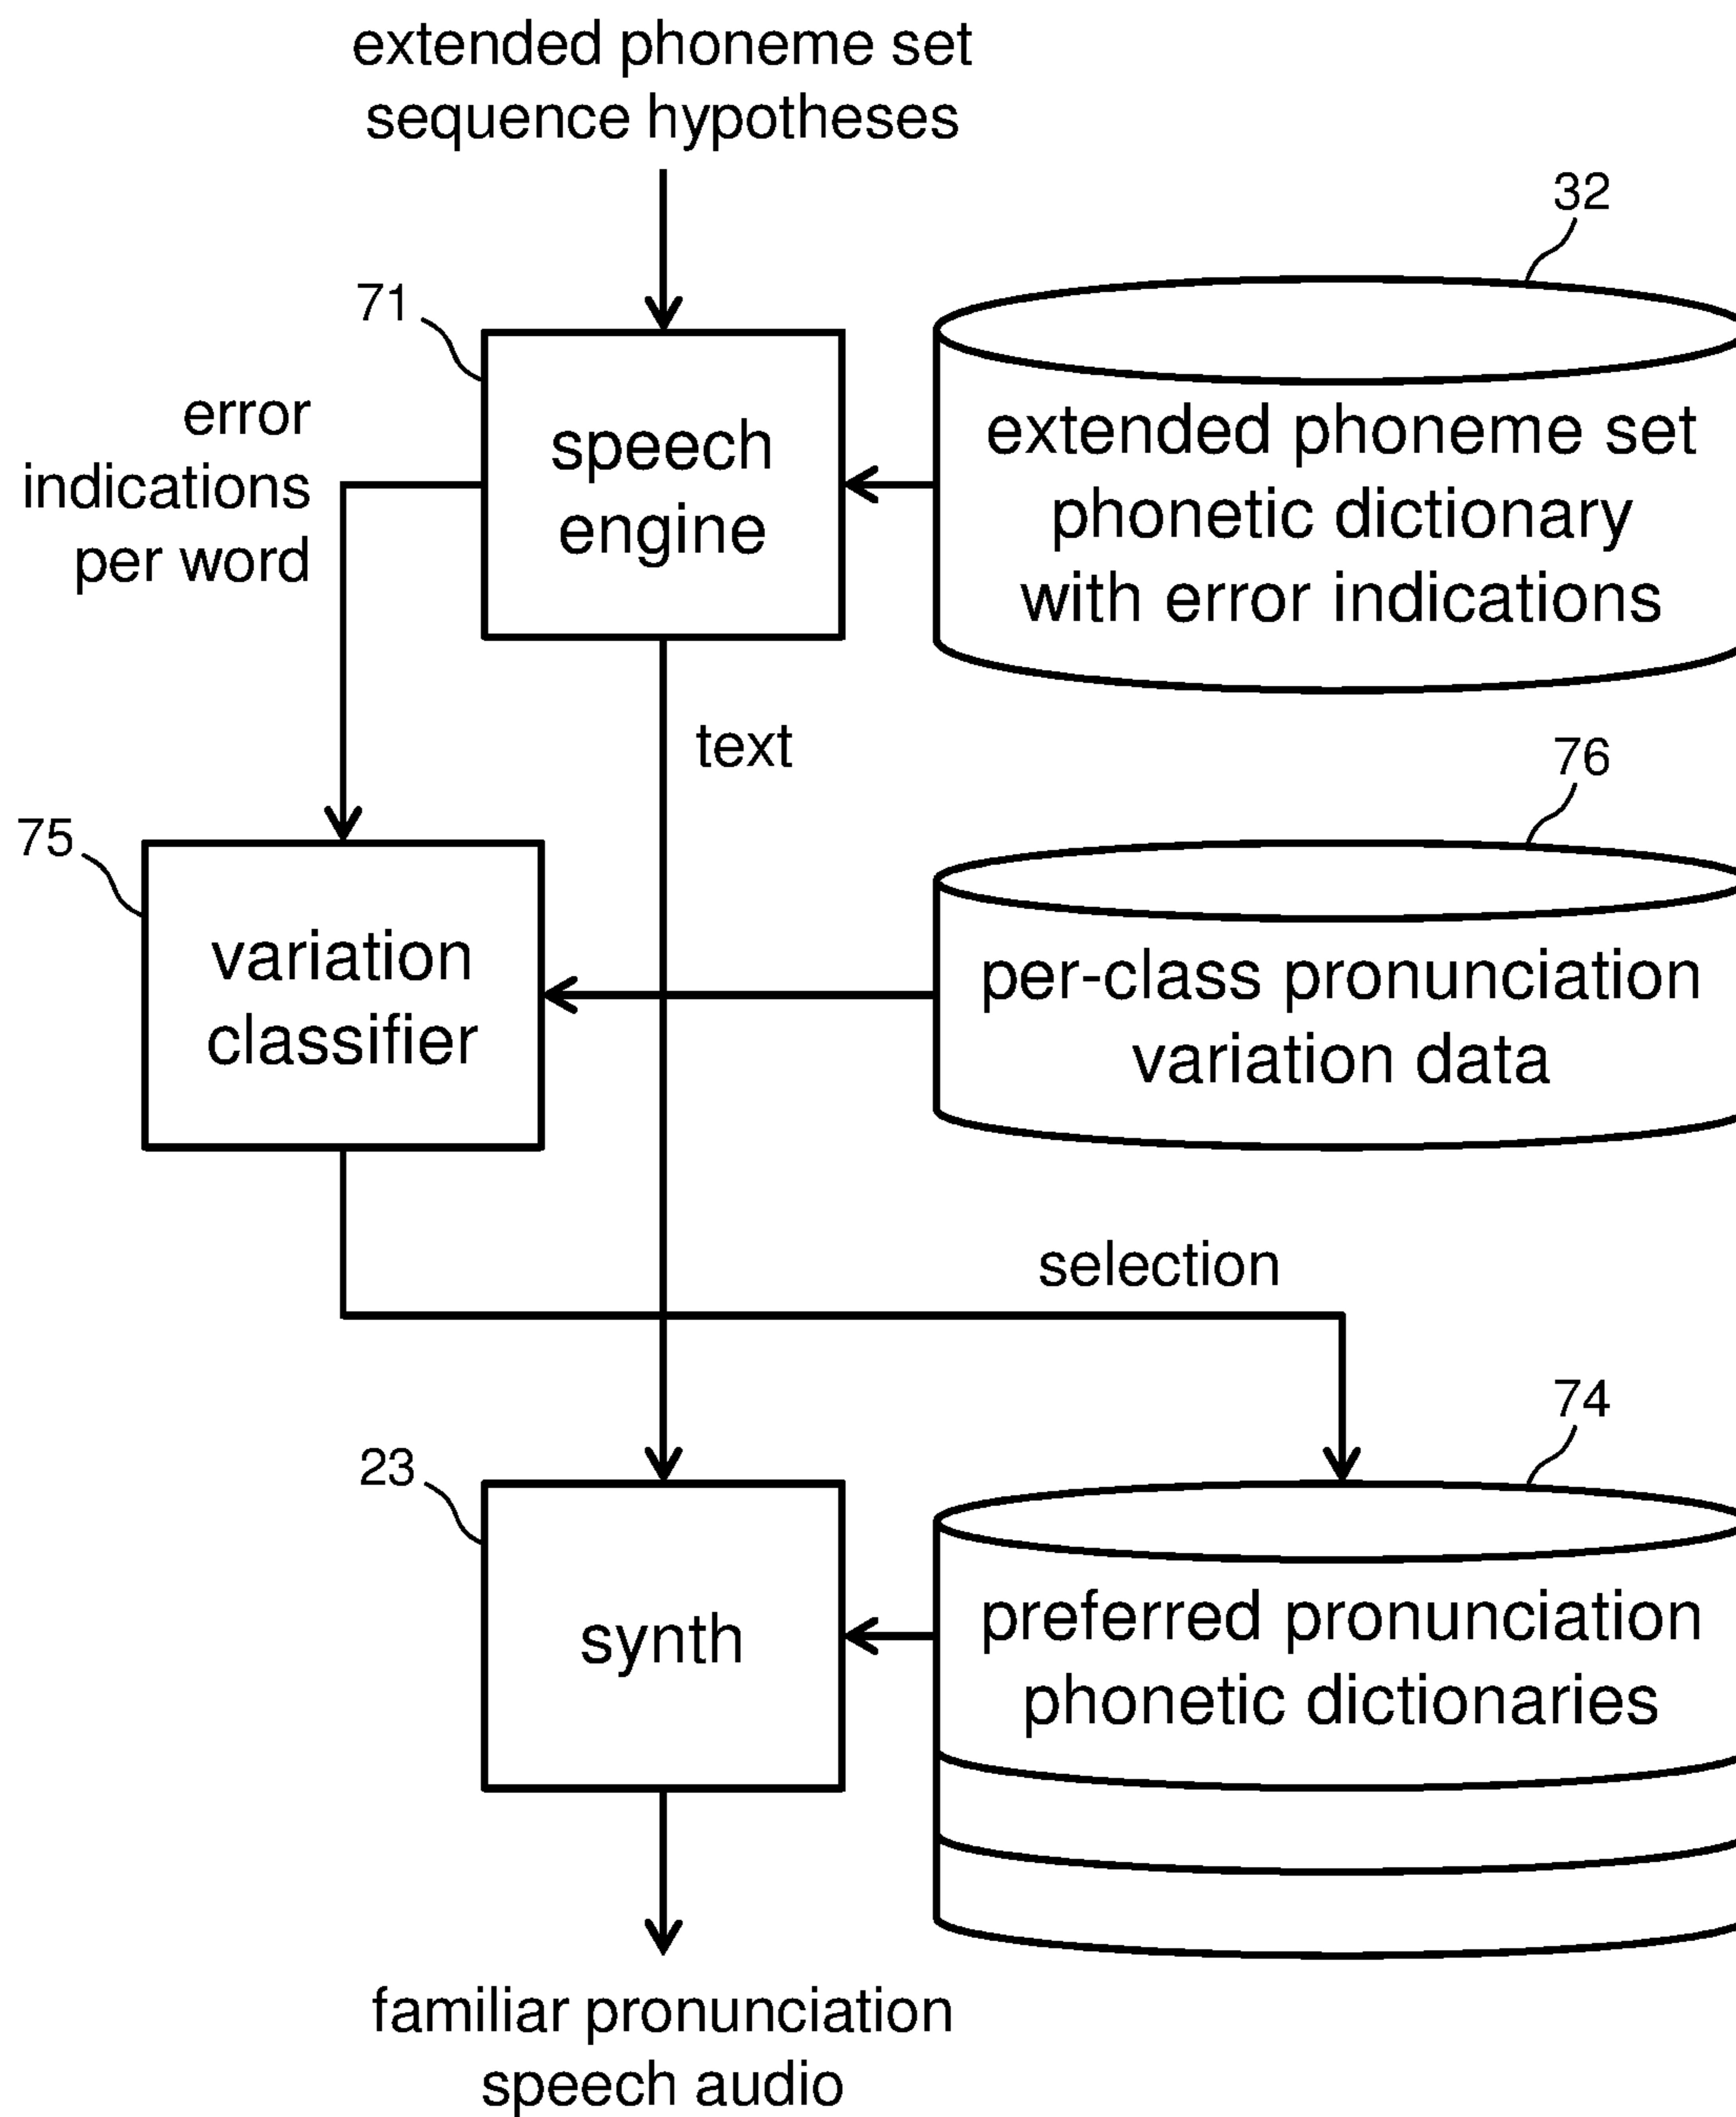 extended phoneme set
sequence hypotheses
32
71
error
indications
per word
speech
engine
extended phoneme set
phonetic dictionary
with error indications
text
76
75
variation
classifier
per-class pronunciation
variation data
selection
74
23
synth
preferred pronunciation
phonetic dictionaries
familiar pronunciation
speech audio